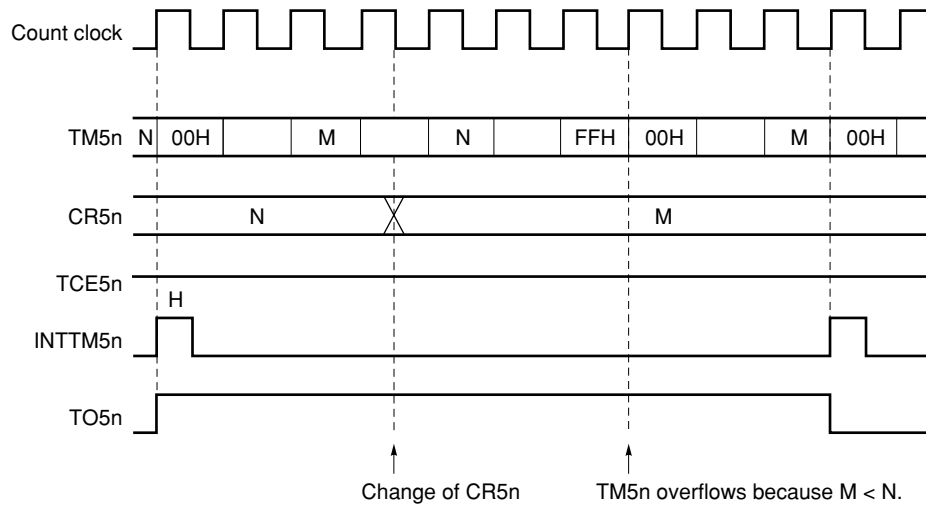 Count clock
TM5n N 00H M N FFH 00H M 00H
CR5n N M
TCE5n
H
INTTM5n
TO5n
Change of CR5n TM5n overflows because M < N.